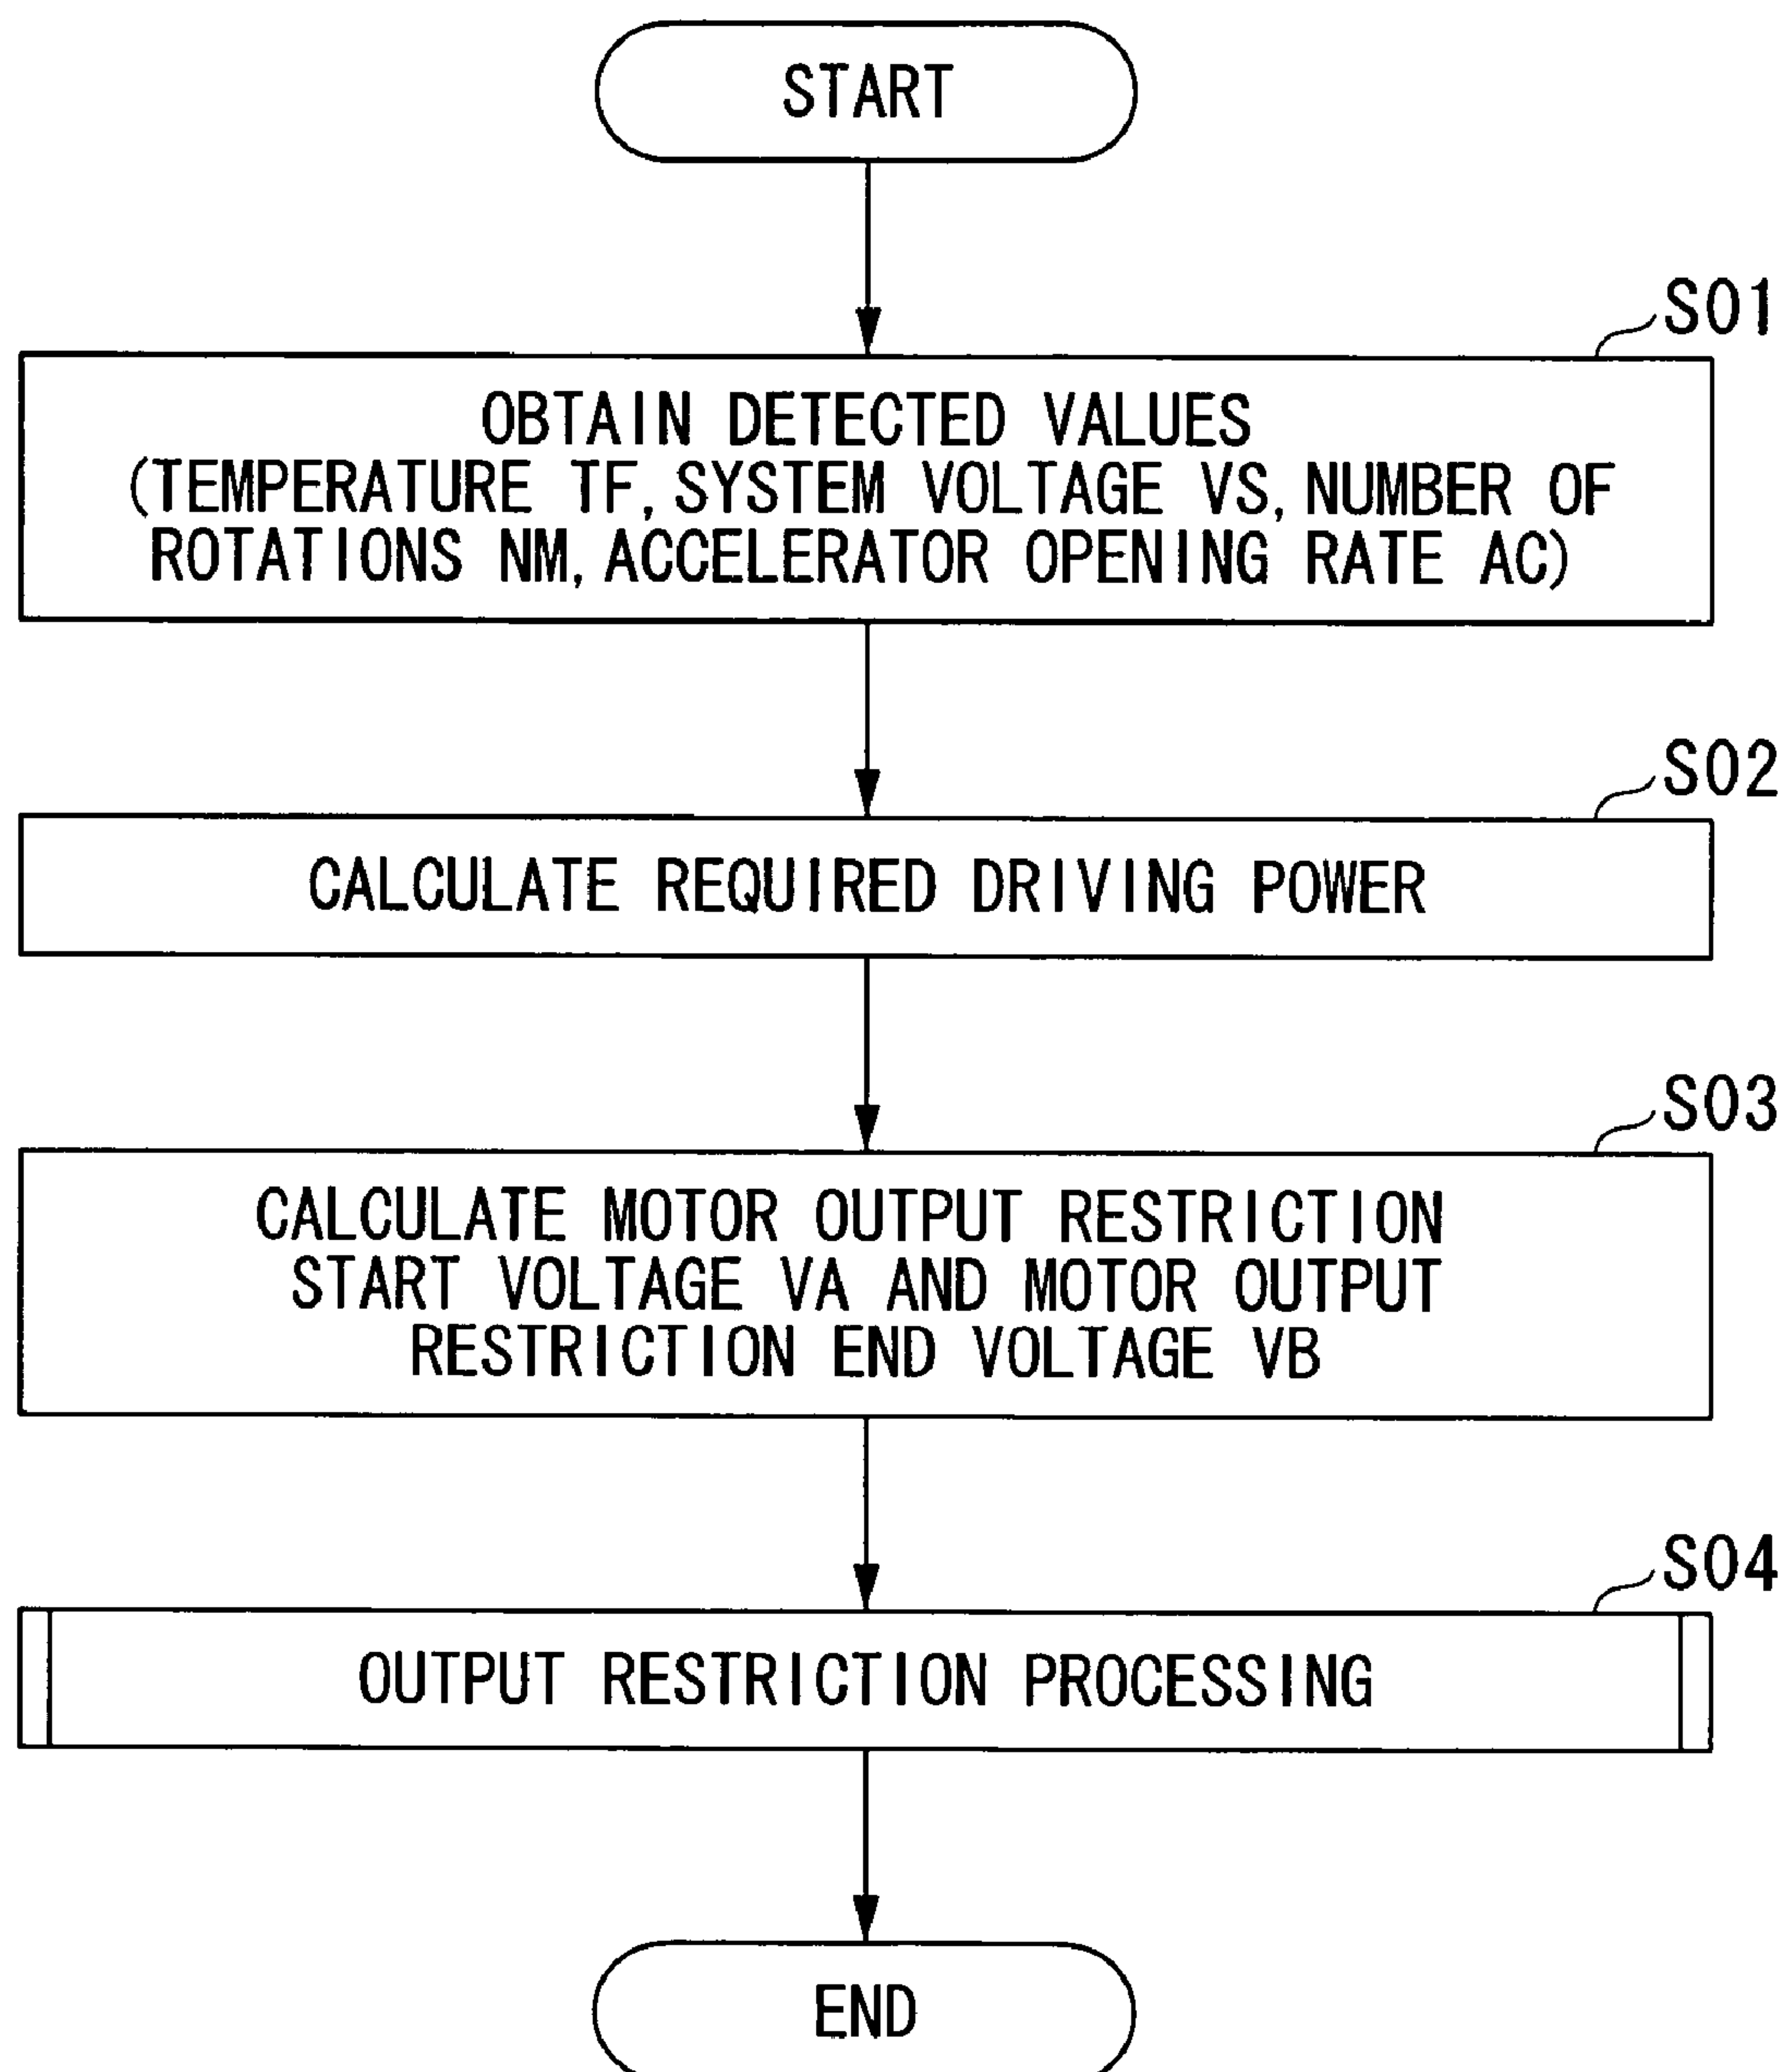 START
S01
OBTAIN DETECTED VALUES
(TEMPERATURE TF, SYSTEM VOLTAGE VS, NUMBER OF
ROTATIONS NM, ACCELERATOR OPENING RATE AC)
S02
CALCULATE REQUIRED DRIVING POWER
S03
CALCULATE MOTOR OUTPUT RESTRICTION
START VOLTAGE VA AND MOTOR OUTPUT
RESTRICTION END VOLTAGE VB
S04
OUTPUT RESTRICTION PROCESSING
END